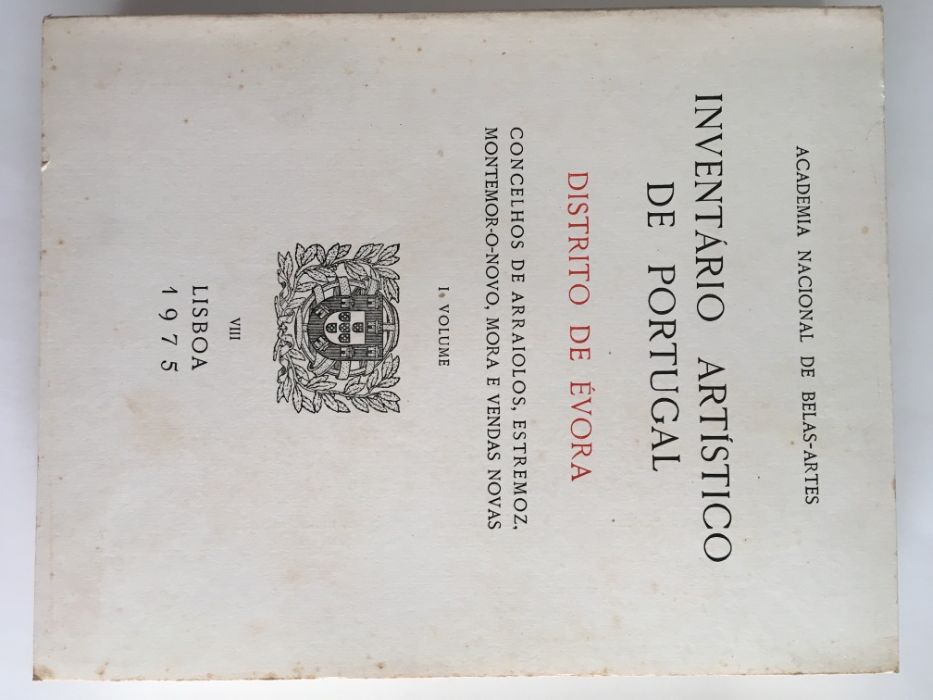 ACADEMIA NACIONAL DE BELAS-ARTES
INVENTÁRIO ARTÍSTICO
DE PORTUGAL
DISTRITO DE ÉVORA
CONCELHOS DE ARRAIOLOS, ESTREMOZ,
MONTEMOR-O-NOVO, MORA E VENDAS NOVAS
I. VOLUME
VIII
LISBOA
1975